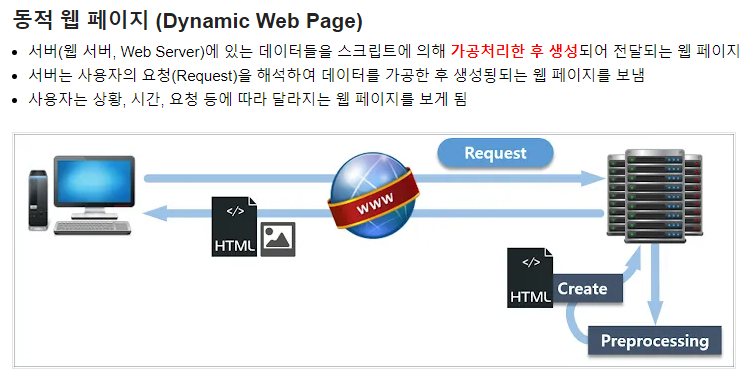 동적 웹 페이지 (Dynamic Web Page)
서버(웹 서버, Web Server)에 있는 데이터들을 스크립트에 의해 가공처리한 후 생성되어 전달되는 웹 페이지
서버는 사용자의 요청(Request)을 해석하여 데이터를 가공한 후 생성됭되는 웹 페이지를 보냄
사용자는 상황, 시간, 요청 등에 따라 달라지는 웹 페이지를 보게 됨
Request
www
</>
HTML
</>
HTML
Create
Preprocessing